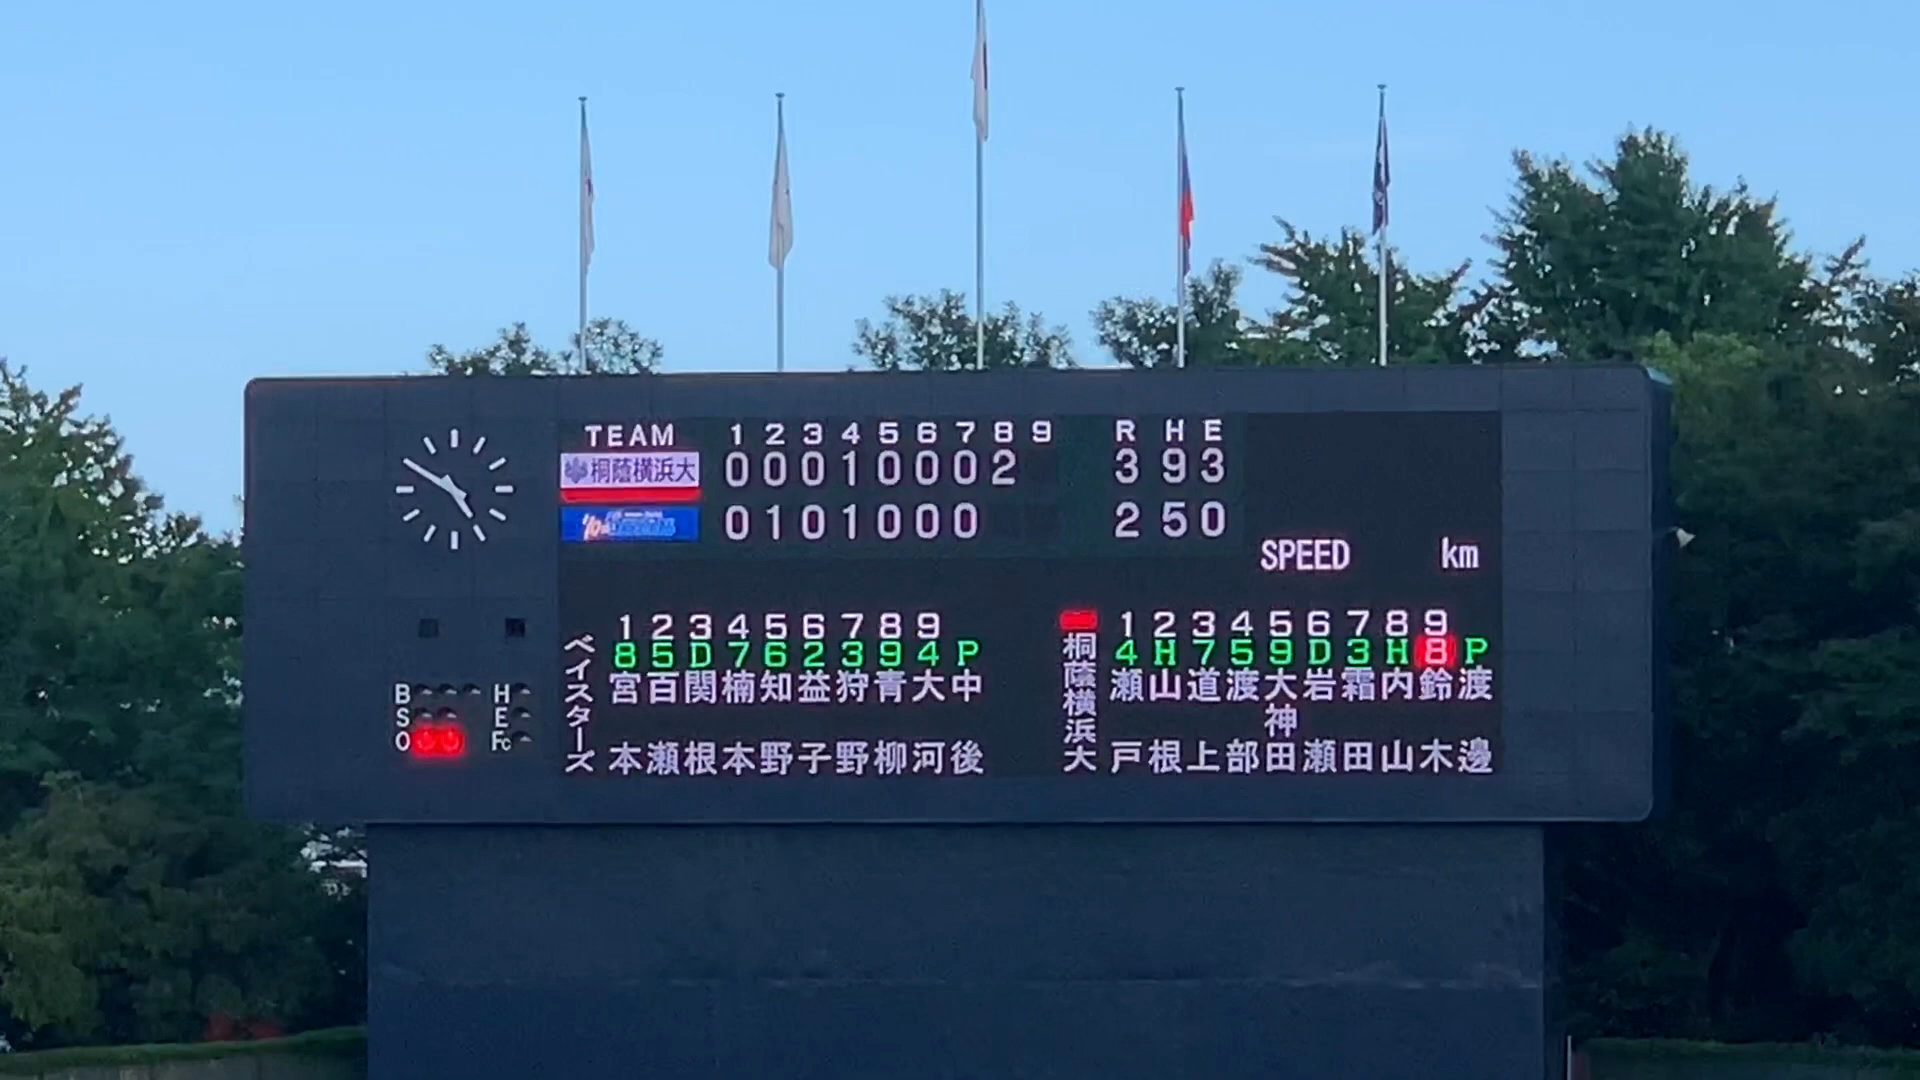 TEAM 1 2 3 4 5 6 7 8 9 R H E
桐蔭横浜大 0 0 0 1 0 0 0 2 3 9 3
0 1 0 1 0 0 0 2 5 0
SPEED km
B H
S E
O Fc
ベイスターズ
1 2 3 4 5 6 7 8 9
8 5 D 7 6 2 3 9 4 P
宮本
百瀬
関根
楠本
知野
益子
狩野
青柳
大河
中後
桐蔭横浜大
1 2 3 4 5 6 7 8 9
4 H 7 5 9 D 3 H 8 P
瀬戸
山根
道上
渡部
大神田
岩瀬
霜田
内山
鈴木
渡邊